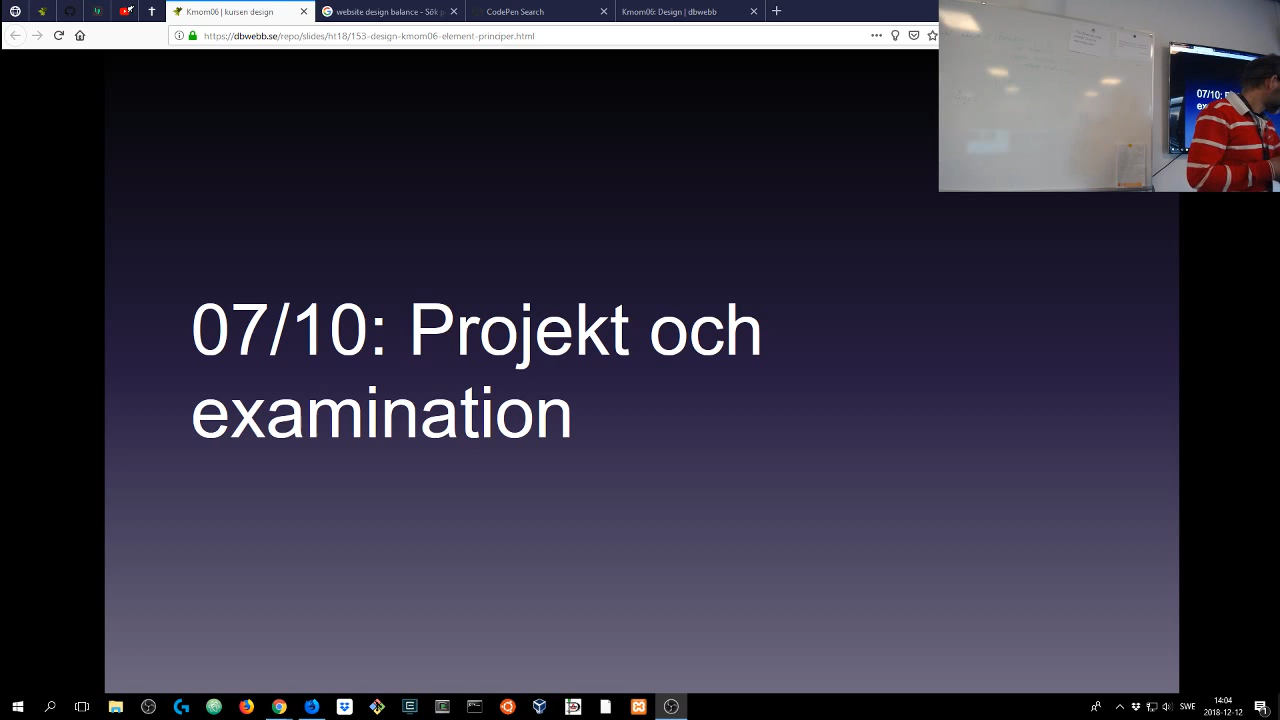 Kmom06 | kursen design
website design balance - Sök p
CodePen Search
Kmom06: Design | dbwebb
https://dbwebb.se/repo/slides/ht18/153-design-kmom06-element-principer.html
07/10: Projekt och
examination
SWE
14:04
2018-12-12